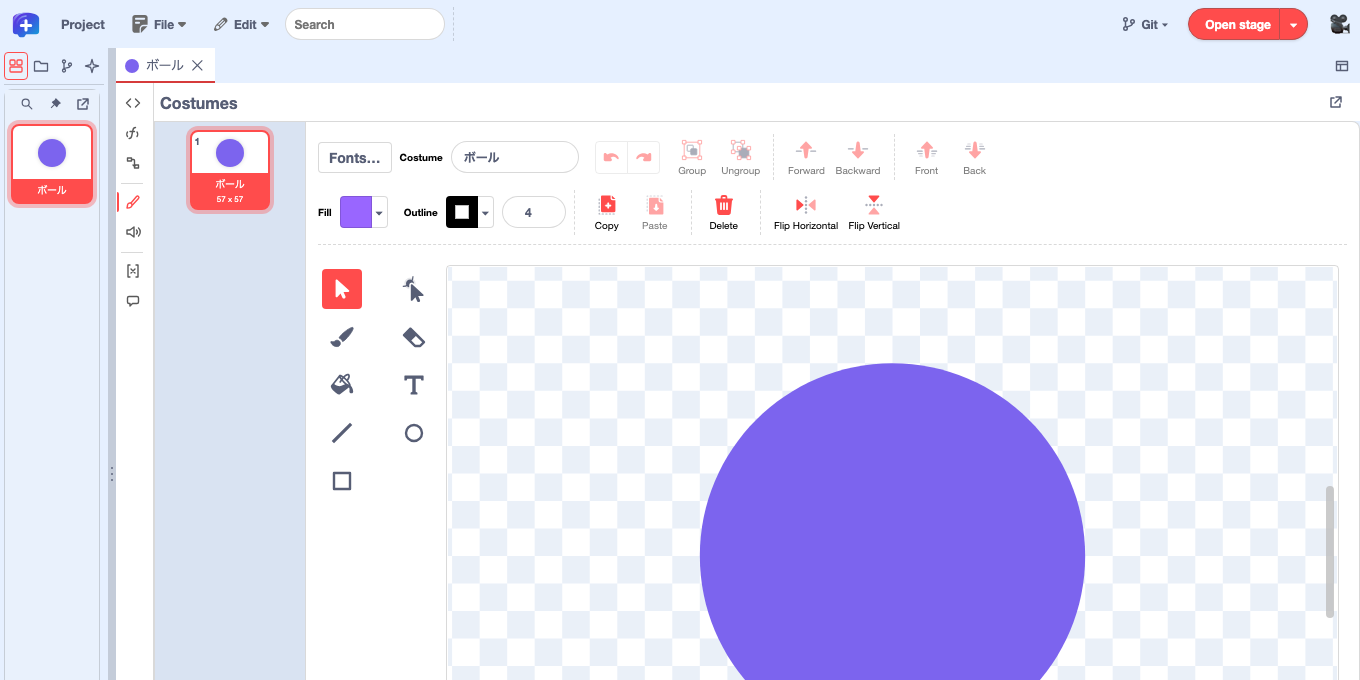 Project File Edit Search Git Open stage
ボール
Costumes
ボール
1
ボール
57 x 57
Fonts... Costume ボール Group Ungroup Forward Backward Front Back
Fill Outline 4 Copy Paste Delete Flip Horizontal Flip Vertical